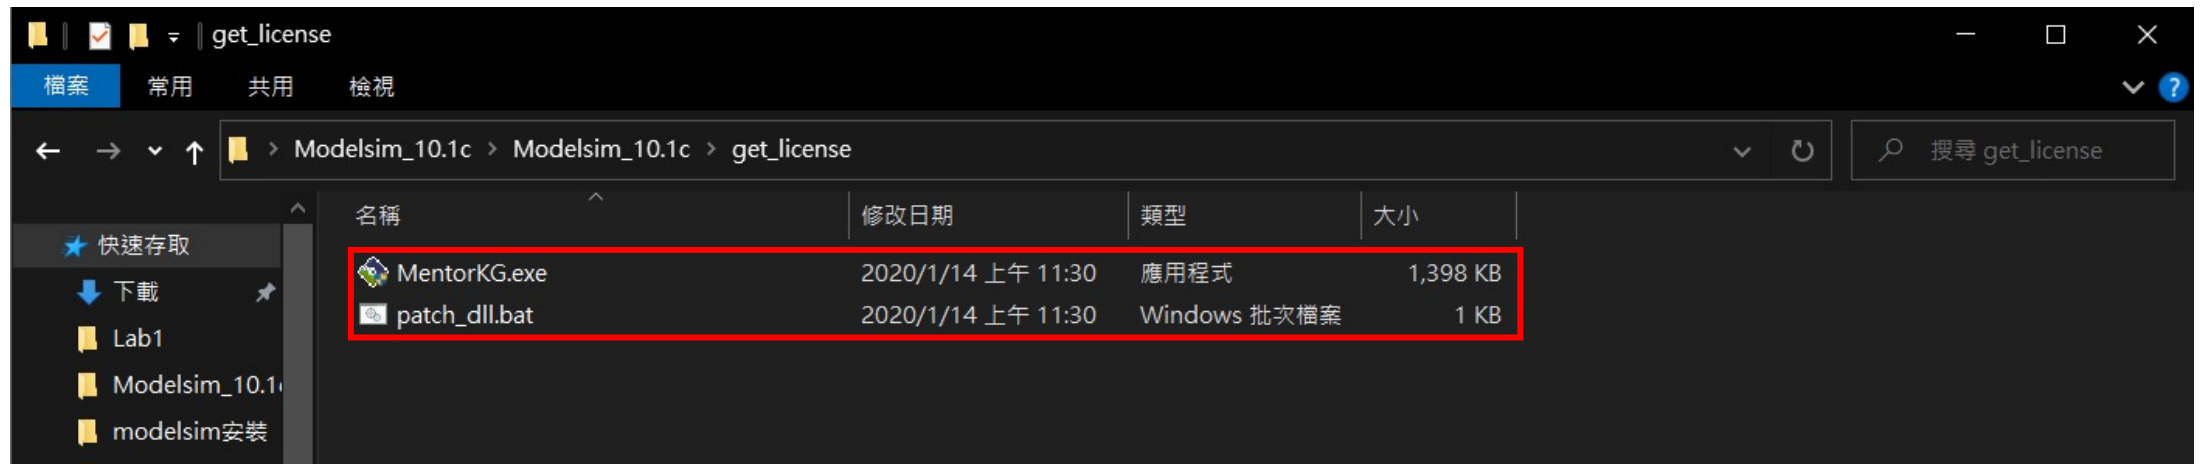 get_license
檔案 常用 共用 檢視
Modelsim_10.1c > Modelsim_10.1c > get_license
搜尋 get_license
名稱 修改日期 類型 大小
快速存取
MentorKG.exe 2020/1/14 上午 11:30 應用程式 1,398 KB
下載
patch_dll.bat 2020/1/14 上午 11:30 Windows 批次檔案 1 KB
Lab1
Modelsim_10.1
modelsim安裝